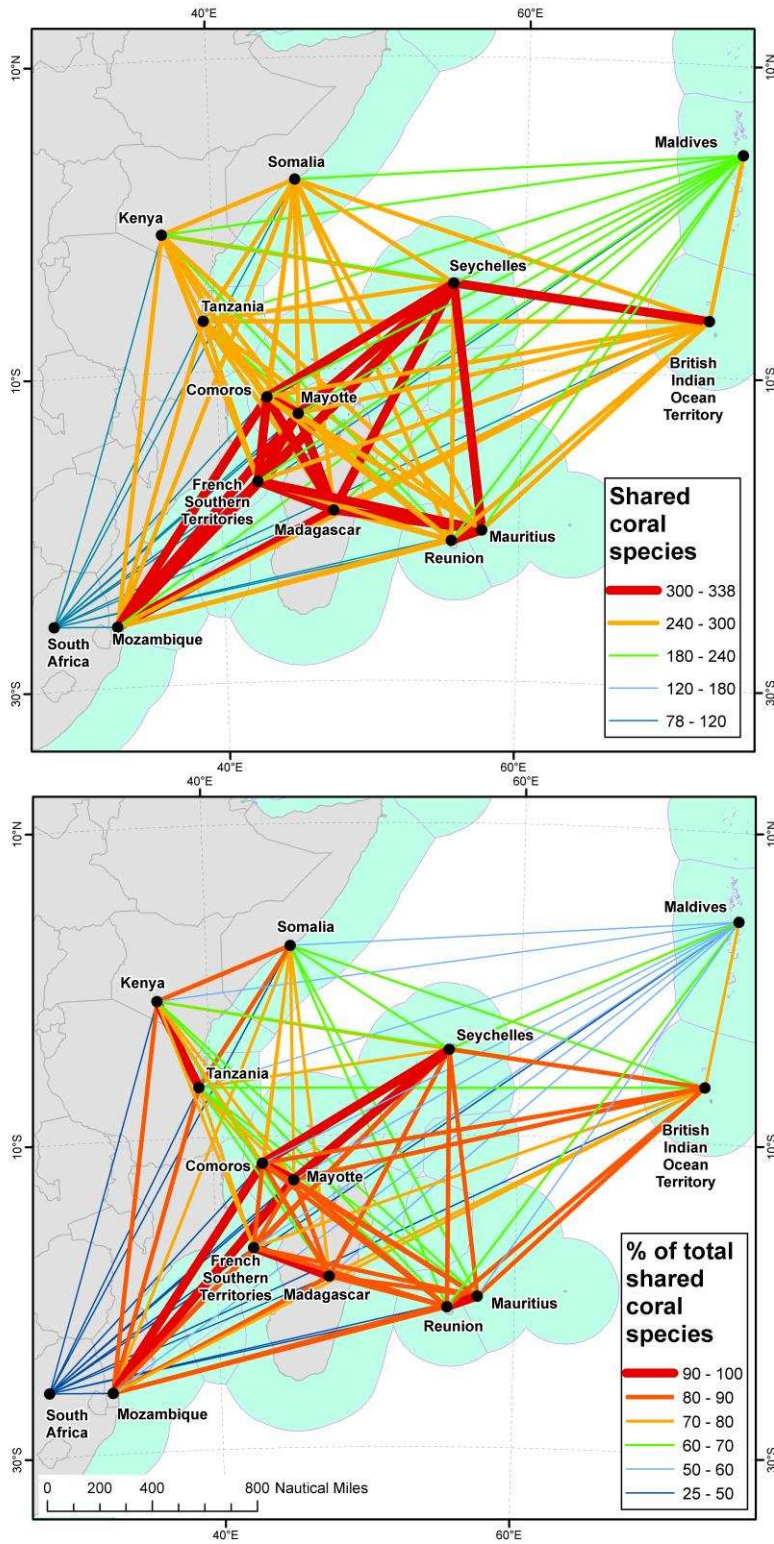 40°E
60°E
10°N
10°N
Maldives
Somalia
Kenya
Seychelles
Tanzania
10°S
10°S
Comoros
Mayotte
British
Indian
Ocean
Territory
French
Southern
Territories
Madagascar
Reunion
Mauritius
South
Africa
Mozambique
30°S
30°S
Shared
coral
species
300 - 338
240 - 300
180 - 240
120 - 180
78 - 120
40°E
60°E
40°E
60°E
10°N
10°N
Maldives
Somalia
Kenya
Seychelles
Tanzania
10°S
10°S
Comoros
Mayotte
British
Indian
Ocean
Territory
French
Southern
Territories
Madagascar
Reunion
Mauritius
South
Africa
Mozambique
30°S
30°S
% of total
shared
coral
species
90 - 100
80 - 90
70 - 80
60 - 70
50 - 60
25 - 50
0 200 400 800 Nautical Miles
40°E
60°E